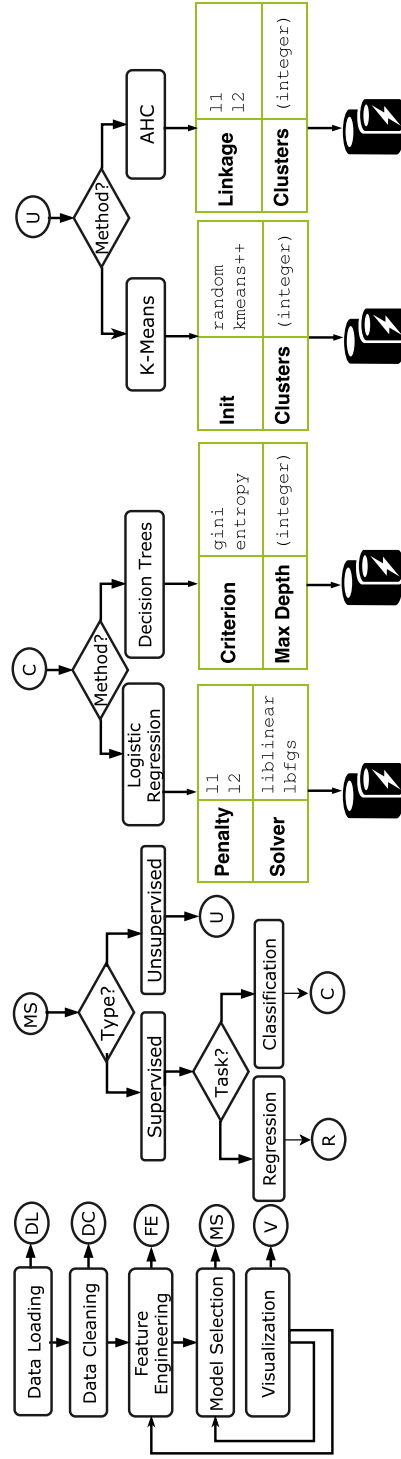 Data Loading
DL
Data Cleaning
DC
Feature
Engineering
FE
Model Selection
MS
Visualization
V
MS
Type?
Supervised
Unsupervised
U
Task?
Regression
Classification
R
C
C
Method?
Logistic
Regression
Decision Trees
Penalty
l1
l2
Solver
liblinear
lbfgs
Criterion
gini
entropy
Max Depth
(integer)
U
Method?
K-Means
AHC
Init
random
kmeans++
Clusters
(integer)
Linkage
l1
l2
Clusters
(integer)